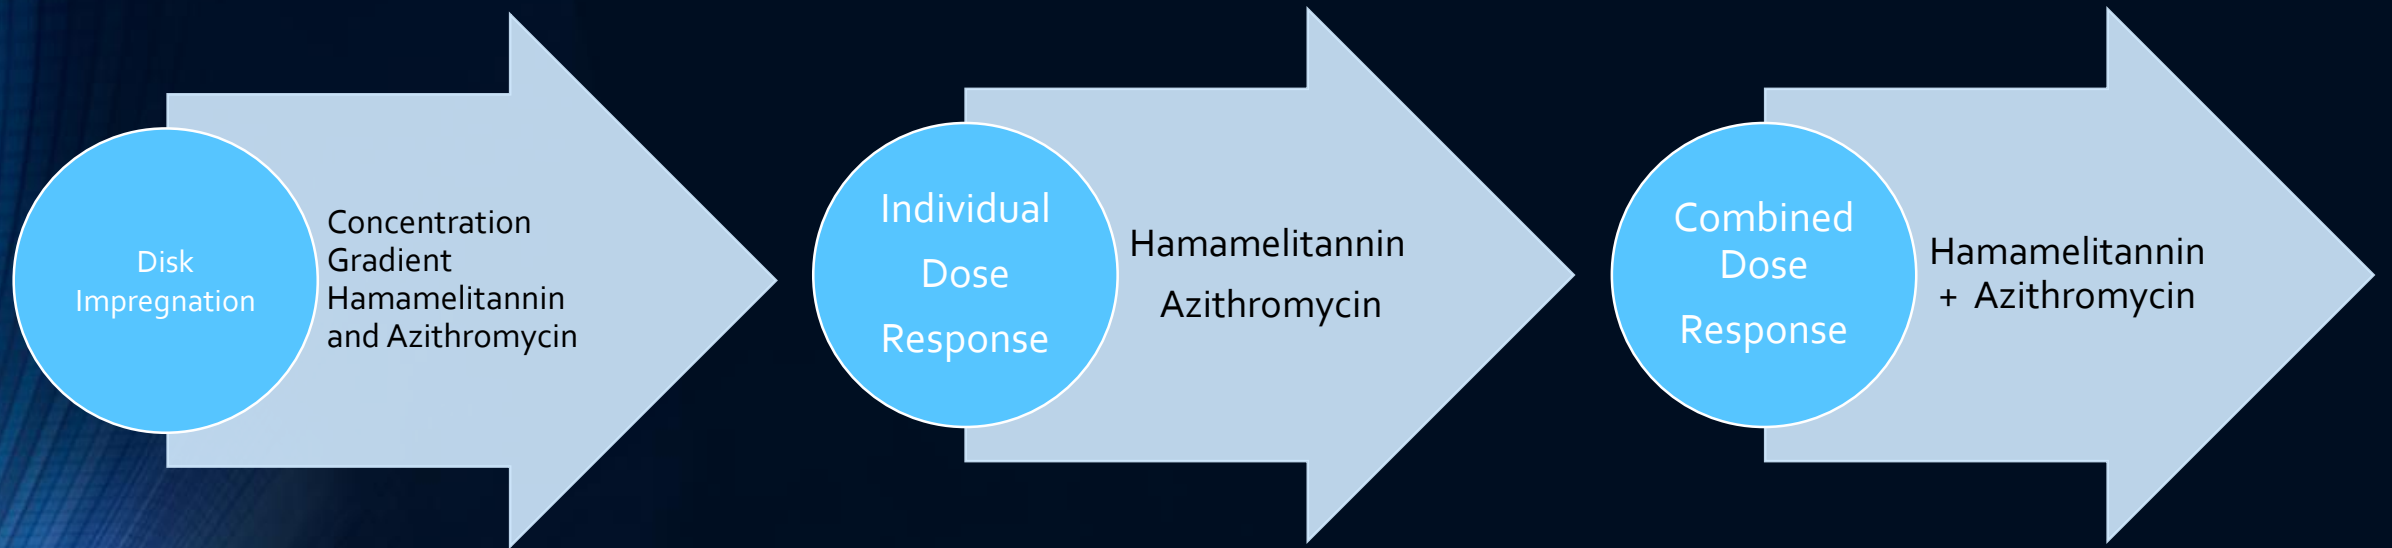 Disk
Impregnation
Concentration
Gradient
Hamamelitannin
and Azithromycin
Individual
Dose
Response
Hamamelitannin
Azithromycin
Combined
Dose
Response
Hamamelitannin
+ Azithromycin